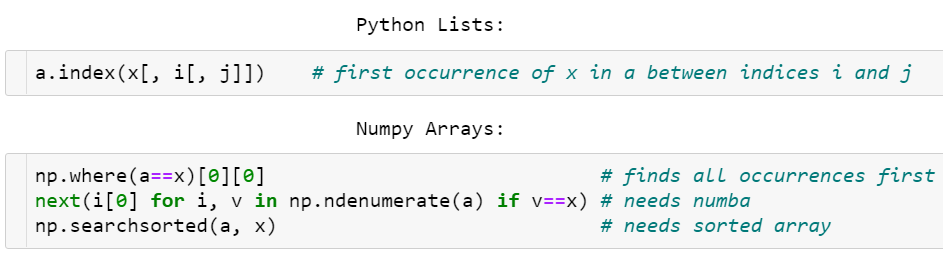 Python Lists:
a.index(x[, i[, j]])    # first occurrence of x in a between indices i and j
Numpy Arrays:
np.where(a==x)[0][0]                            # finds all occurrences first
next(i[0] for i, v in np.ndenumerate(a) if v==x) # needs numba
np.searchsorted(a, x)                           # needs sorted array